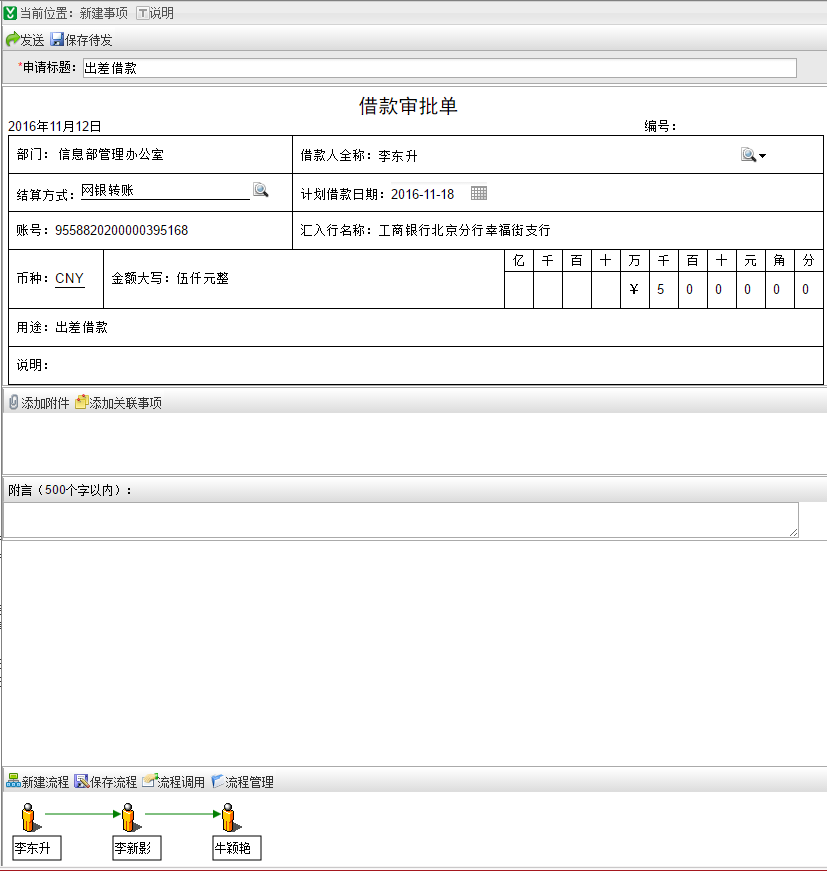 当前位置：新建事项 T说明
发送 保存待发
*申请标题：出差借款
借款审批单
2016年11月12日 编号：
部门：信息部管理办公室 借款人全称：李东升
结算方式：网银转账 计划借款日期：2016-11-18
账号：9558820200000395168 汇入行名称：工商银行北京分行幸福街支行
亿 千 百 十 万 千 百 十 元 角 分
币种：CNY 金额大写：伍仟元整 ¥ 5 0 0 0 0 0
用途：出差借款
说明：
添加附件 添加关联事项
附言（500个字以内）：
新建流程 保存流程 流程调用 流程管理
李东升 李新影 牛颖艳